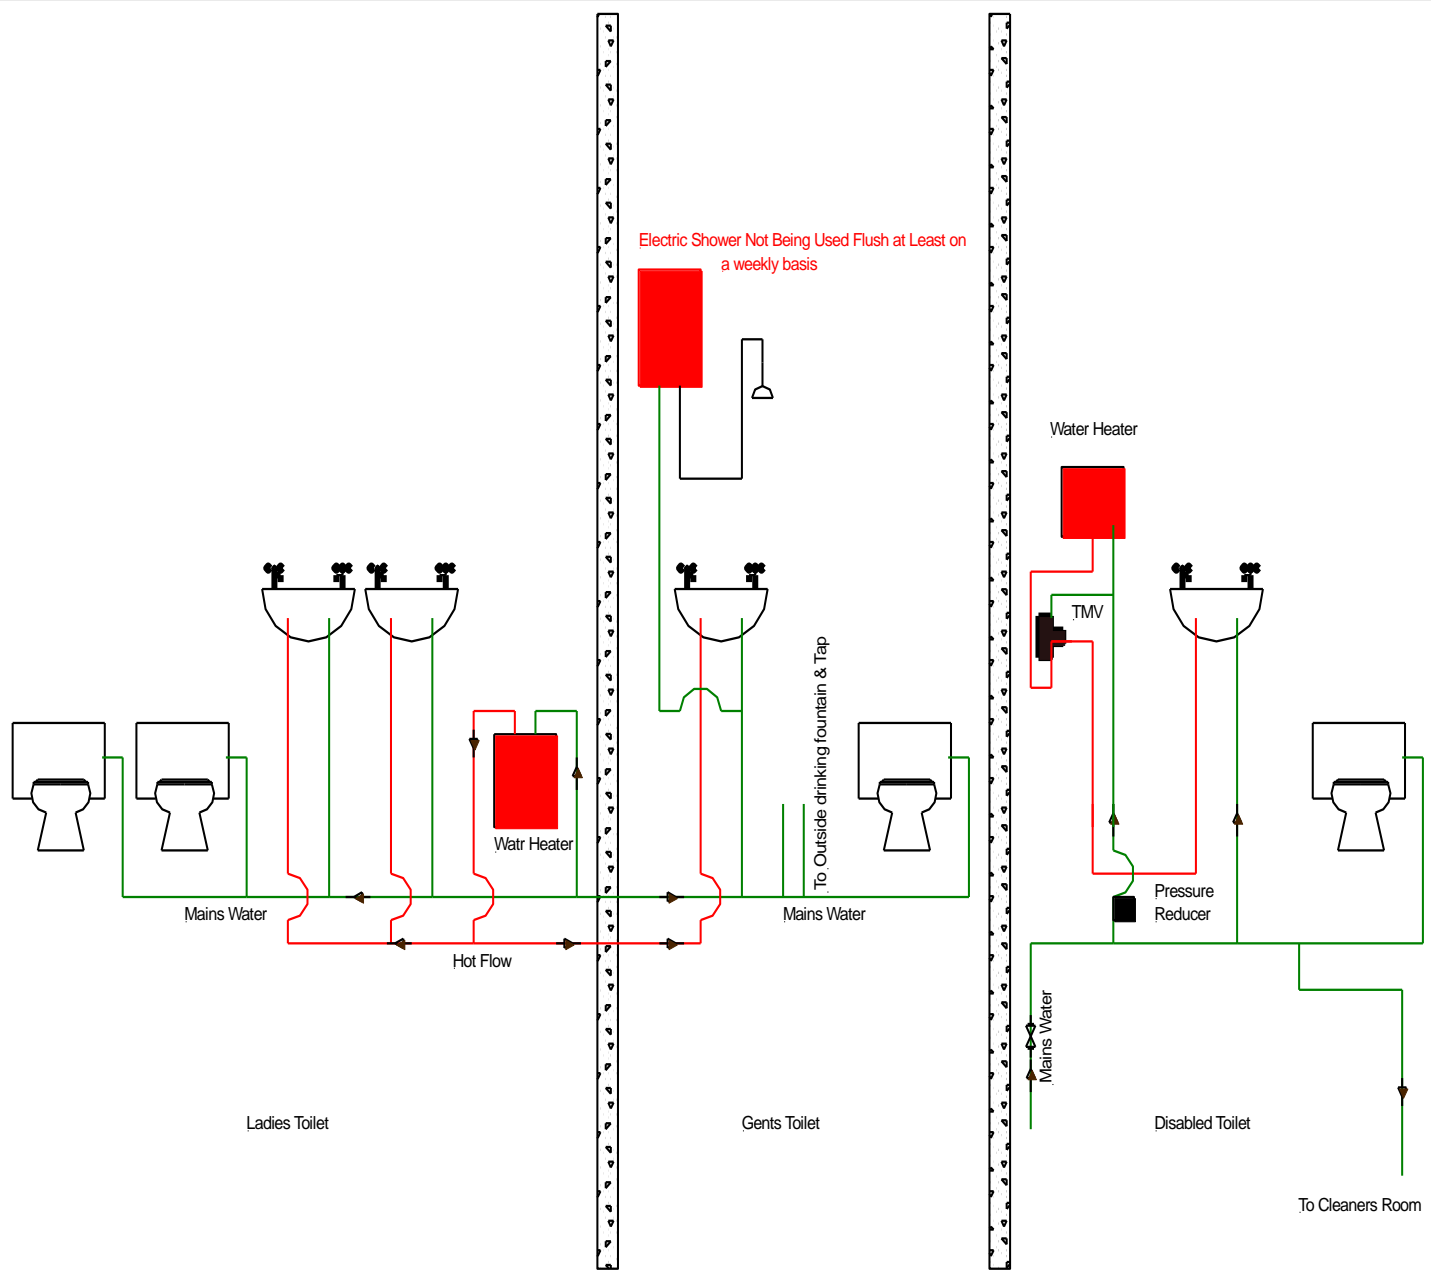 Electric Shower Not Being Used Flush at Least on
a weekly basis
Water Heater
TMV
To Outside drinking fountain & Tap
Watr Heater
Pressure
Reducer
Mains Water
Mains Water
Hot Flow
Mains Water
Ladies Toilet
Gents Toilet
Disabled Toilet
To Cleaners Room